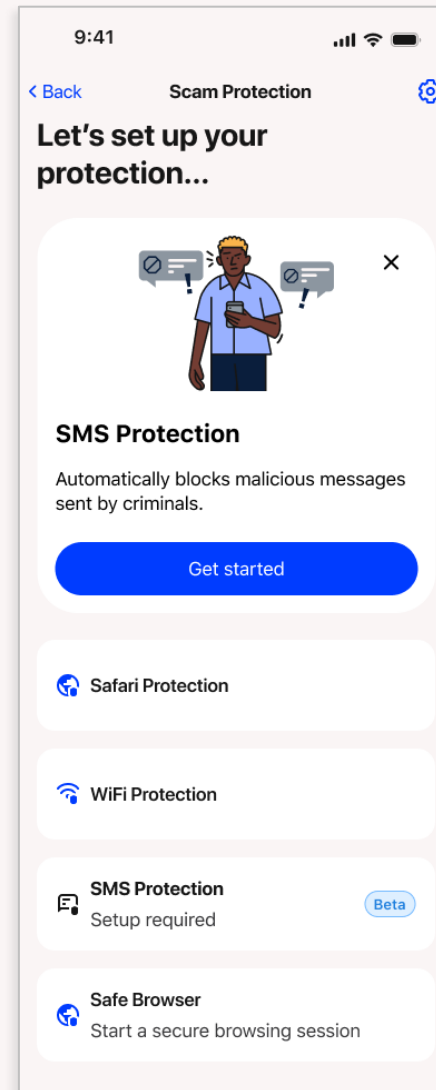 9:41
Back
Scam Protection
Let's set up your
protection...
SMS Protection
Automatically blocks malicious messages
sent by criminals.
Get started
Safari Protection
WiFi Protection
SMS Protection
Setup required
Beta
Safe Browser
Start a secure browsing session